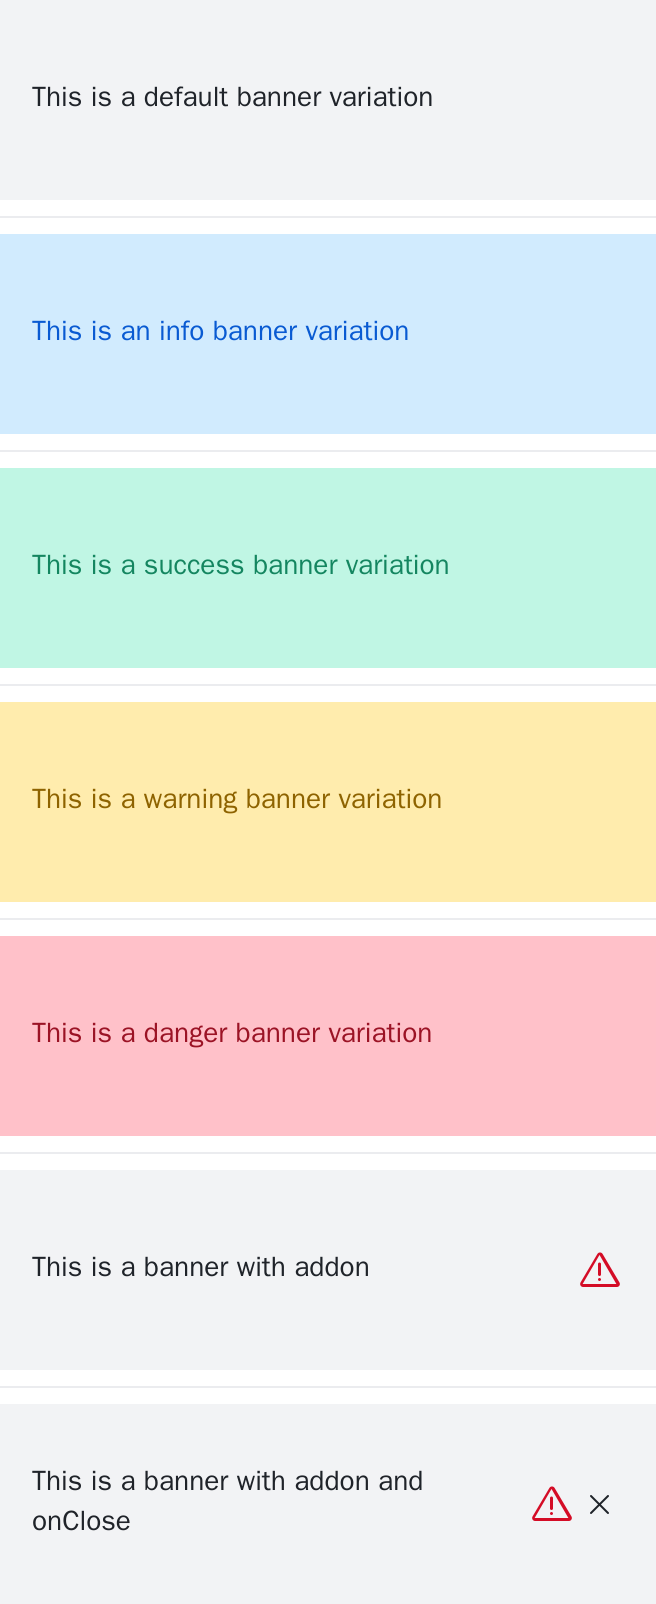 This is a default banner variation
This is an info banner variation
This is a success banner variation
This is a warning banner variation
This is a danger banner variation
This is a banner with addon
This is a banner with addon and
onClose